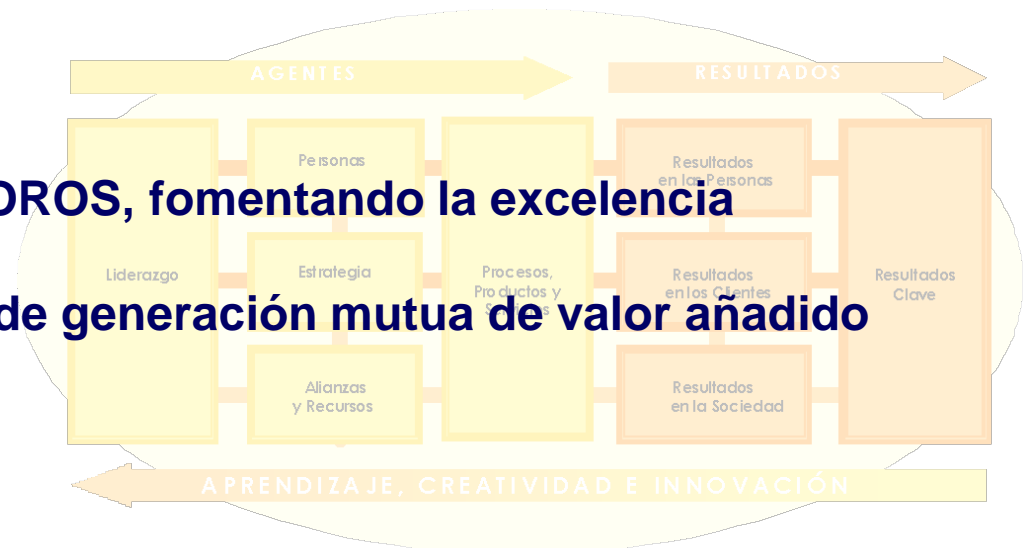 AGENTES
RESULTADOS
Personas
Resultados
en las Personas
DROS, fomentando la excelencia
Liderazgo
Estrategia
Procesos,
Productos y
Servicios
Resultados
en los Clientes
Resultados
Clave
de generación mutua de valor añadido
Alianzas
y Recursos
Resultados
en la Sociedad
APRENDIZAJE, CREATIVIDAD E INNOVACIÓN